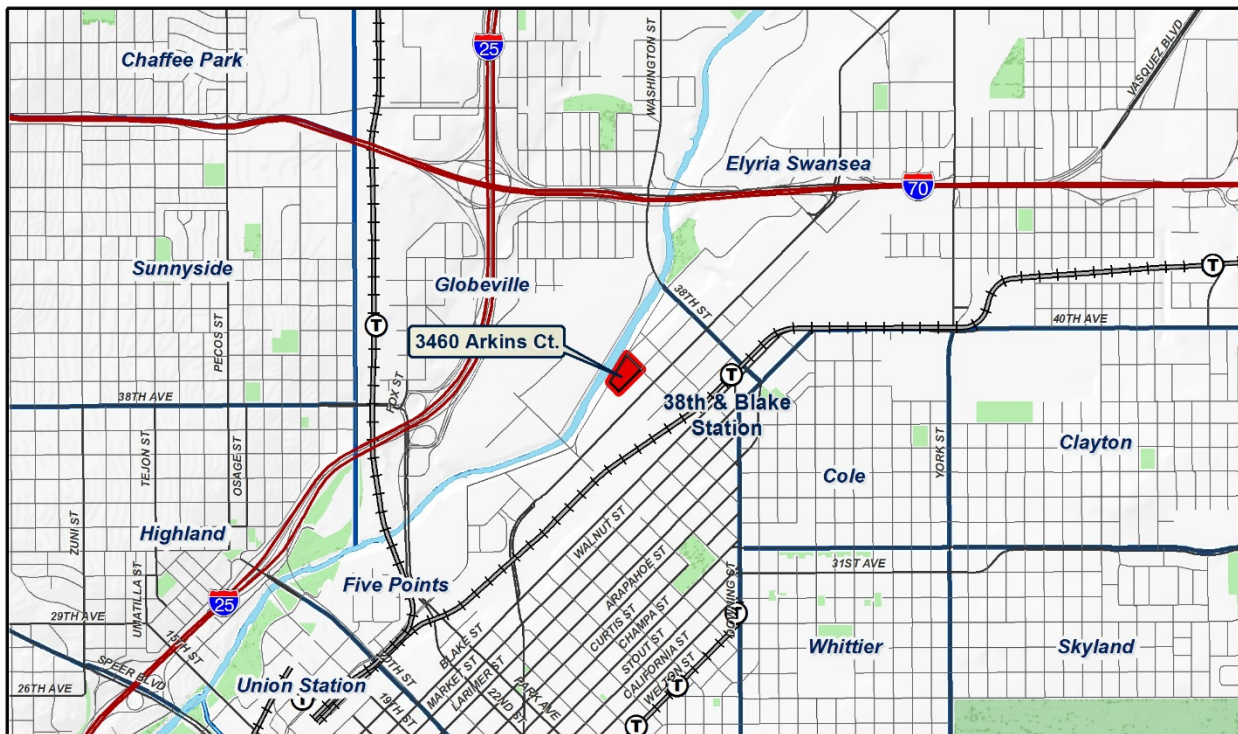 Chaffee Park
25
WASHINGTON ST
VASQUEZ BLVD
Elyria Swansea
70
Sunnyside
Globeville
T
38TH ST
40TH AVE
T
PECOS ST
3460 Arkins Ct.
FOX ST
T
38TH AVE
38th & Blake
Station
TEJON ST
OSAGE ST
YORK ST
Clayton
Cole
ZUNI ST
Highland
WALNUT ST
ARAPAHOE ST
31ST AVE
UMATILLA ST
Five Points
25
29TH AVE
CURTIS ST
CHAMPA ST
STOUT ST
CALIFORNIA ST
WELTON ST
DOWNING ST
T
Whittier
Skyland
15TH ST
SPEER BLVD
26TH AVE
Union Station
T
20TH ST
19TH ST
BLAKE ST
MARKET ST
LARIMER ST
22ND ST
PARK AVE
T
T